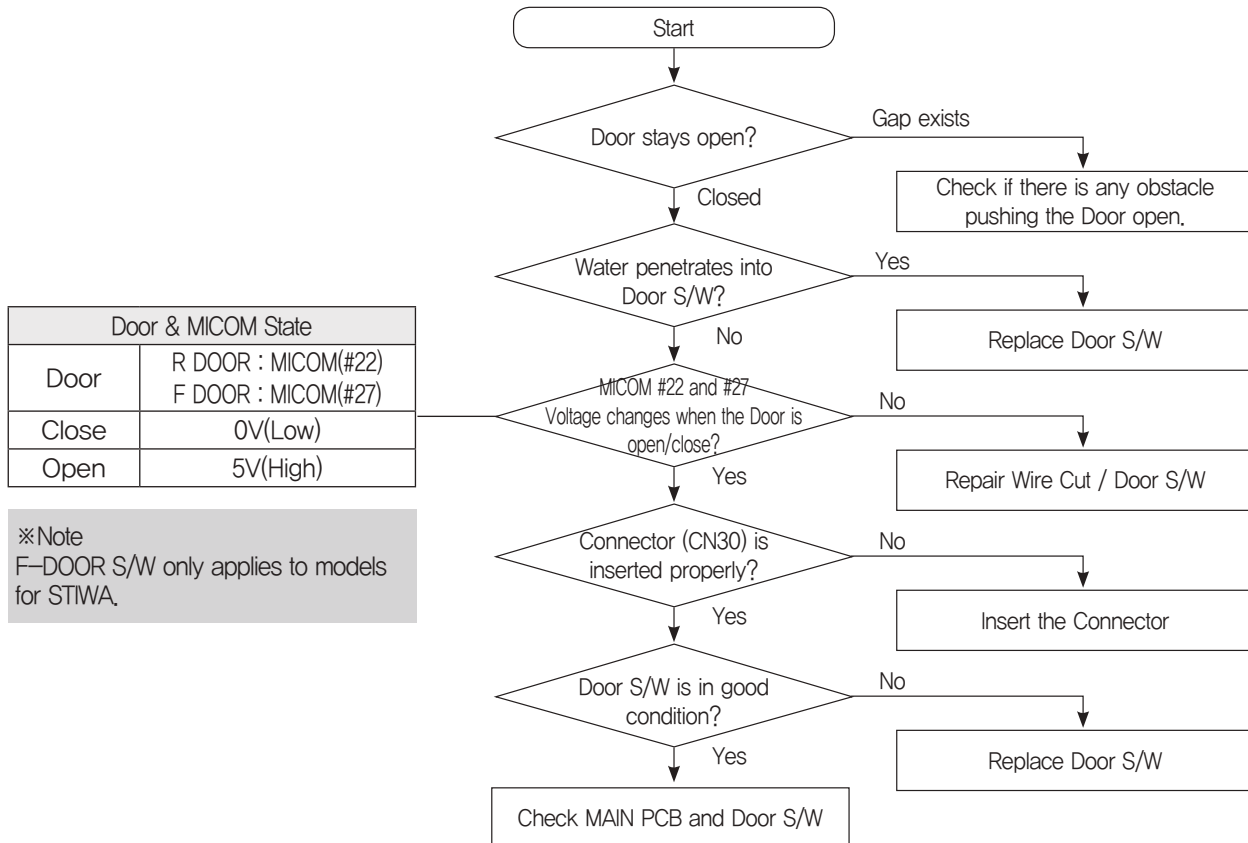 Start
Door stays open?
Gap exists
Check if there is any obstacle
pushing the Door open.
Closed
Water penetrates into
Door S/W?
Yes
Replace Door S/W
No
Door & MICOM State
Door
R DOOR : MICOM(#22)
F DOOR : MICOM(#27)
Close
0V(Low)
Open
5V(High)
※Note
F-DOOR S/W only applies to models
for STIWA.
MICOM #22 and #27
Voltage changes when the Door is
open/close?
No
Repair Wire Cut / Door S/W
Yes
Connector (CN30) is
inserted properly?
No
Insert the Connector
Yes
Door S/W is in good
condition?
No
Replace Door S/W
Yes
Check MAIN PCB and Door S/W